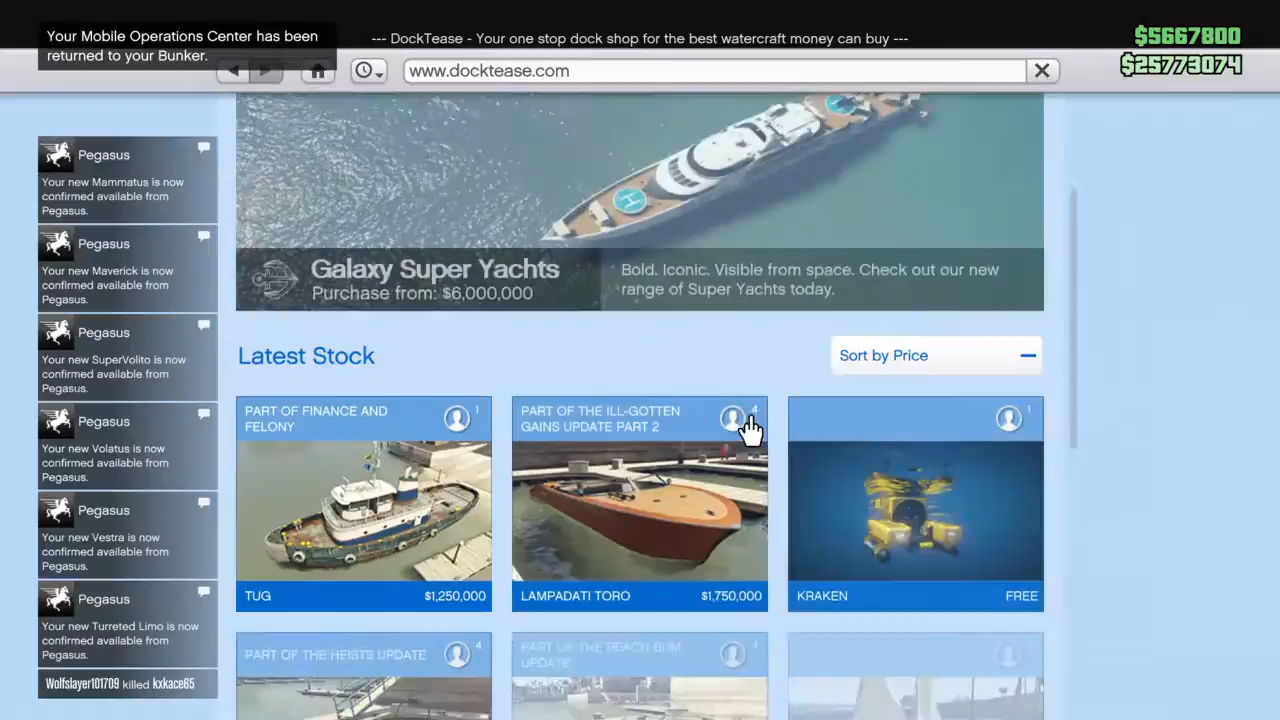 Your Mobile Operations Center has been
returned to your Bunker.
--- DockTease - Your one stop dock shop for the best watercraft money can buy ---
$5667800
$25773074
www.docktease.com
Pegasus
Your new Mammatus is now
confirmed available from
Pegasus.
Pegasus
Your new Maverick is now
confirmed available from
Pegasus.
Pegasus
Your new SuperVolito is now
confirmed available from
Pegasus.
Pegasus
Your new Volatus is now
confirmed available from
Pegasus.
Pegasus
Your new Vestra is now
confirmed available from
Pegasus.
Pegasus
Your new Turreted Limo is now
confirmed available from
Pegasus.
Wolfslayer101709 killed kxkace65
H
Galaxy Super Yachts
Purchase from: $6,000,000
Bold. Iconic. Visible from space. Check out our new
range of Super Yachts today.
Latest Stock
Sort by Price
PART OF FINANCE AND
FELONY
1
TUG
$1,250,000
PART OF THE ILL-GOTTEN
GAINS UPDATE PART 2
4
LAMPADATI TORO
$1,750,000
1
KRAKEN
FREE
PART OF THE HEISTS UPDATE
4
PART OF THE BEACH BUM
UPDATE